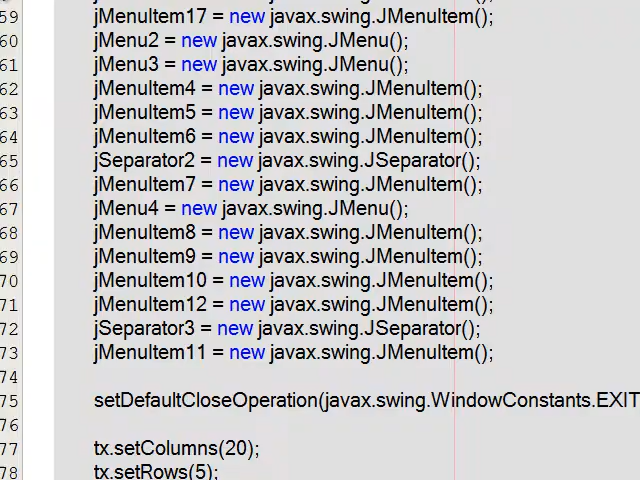 59 jMenuItem17 = new javax.swing.JMenuItem();
60 jMenu2 = new javax.swing.JMenu();
61 jMenu3 = new javax.swing.JMenu();
62 jMenuItem4 = new javax.swing.JMenuItem();
63 jMenuItem5 = new javax.swing.JMenuItem();
64 jMenuItem6 = new javax.swing.JMenuItem();
65 jSeparator2 = new javax.swing.JSeparator();
66 jMenuItem7 = new javax.swing.JMenuItem();
67 jMenu4 = new javax.swing.JMenu();
68 jMenuItem8 = new javax.swing.JMenuItem();
69 jMenuItem9 = new javax.swing.JMenuItem();
70 jMenuItem10 = new javax.swing.JMenuItem();
71 jMenuItem12 = new javax.swing.JMenuItem();
72 jSeparator3 = new javax.swing.JSeparator();
73 jMenuItem11 = new javax.swing.JMenuItem();
74
75 setDefaultCloseOperation(javax.swing.WindowConstants.EXIT
76
77 tx.setColumns(20);
78 tx.setRows(5);